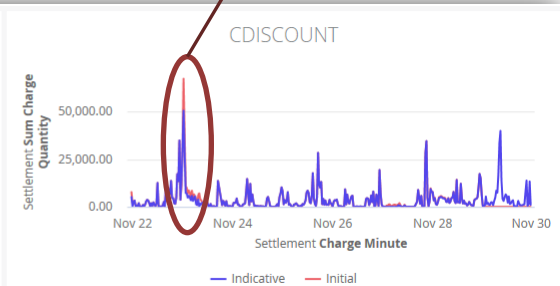 CDISCOUNT
Settlement Sum Charge
Quantity
50,000.00
25,000.00
0.00
Nov 22 Nov 24 Nov 26 Nov 28 Nov 30
Settlement Charge Minute
Indicative Initial